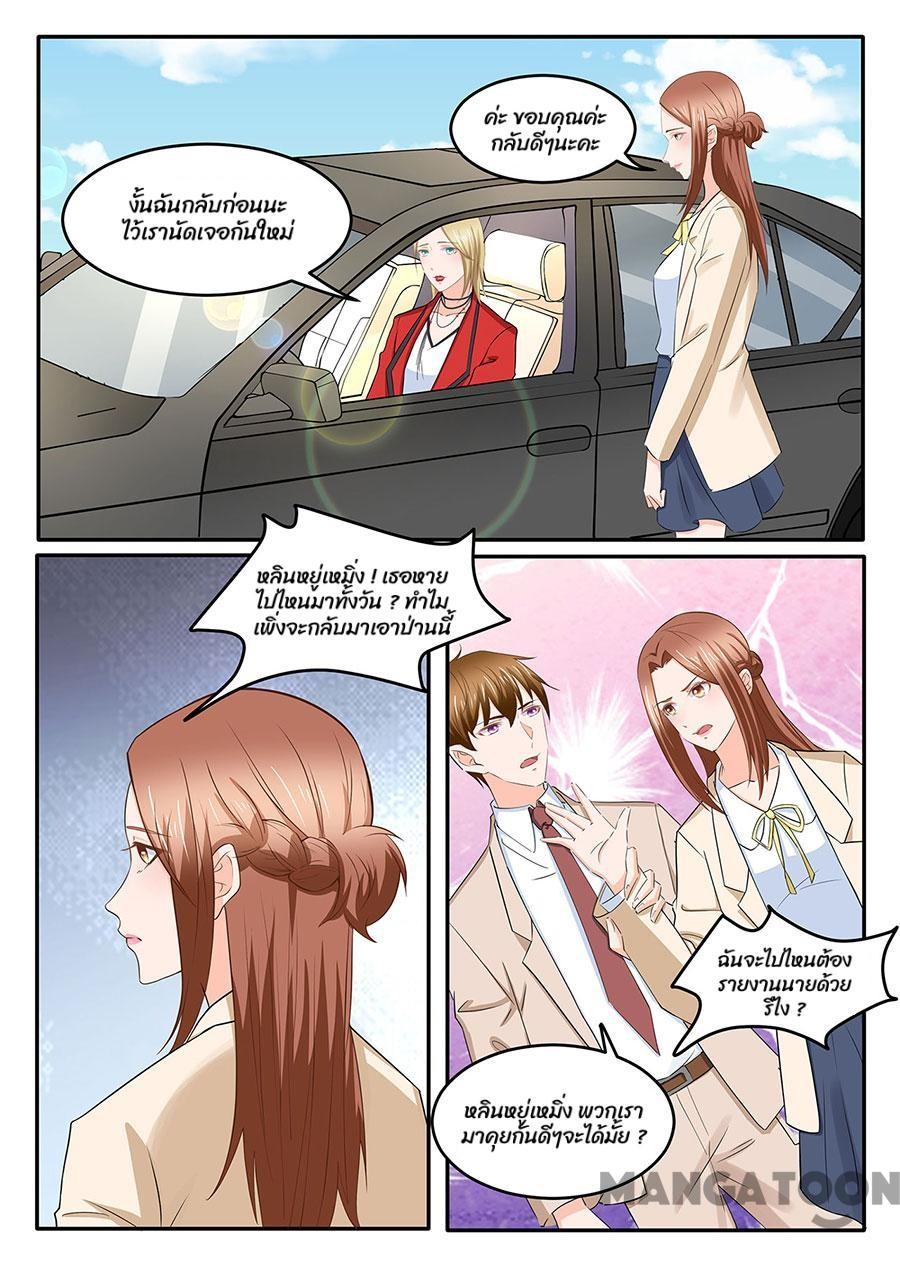 งั้นฉันกลับก่อนนะ
ไว้เรานัดเจอกันใหม่
ค่ะ ขอบคุณค่ะ
กลับดีๆนะคะ
หลินหยู่เหมิ่ง ! เธอหาย
ไปไหนมาทั้งวัน ? ทำไม
เพิ่งจะกลับมาเอาป่านนี้
ฉันจะไปไหนต้อง
รายงานนายด้วย
รึไง ?
หลินหยู่เหมิ่ง พวกเรา
มาคุยกันดีๆจะได้มั้ย ?
MANGATOON